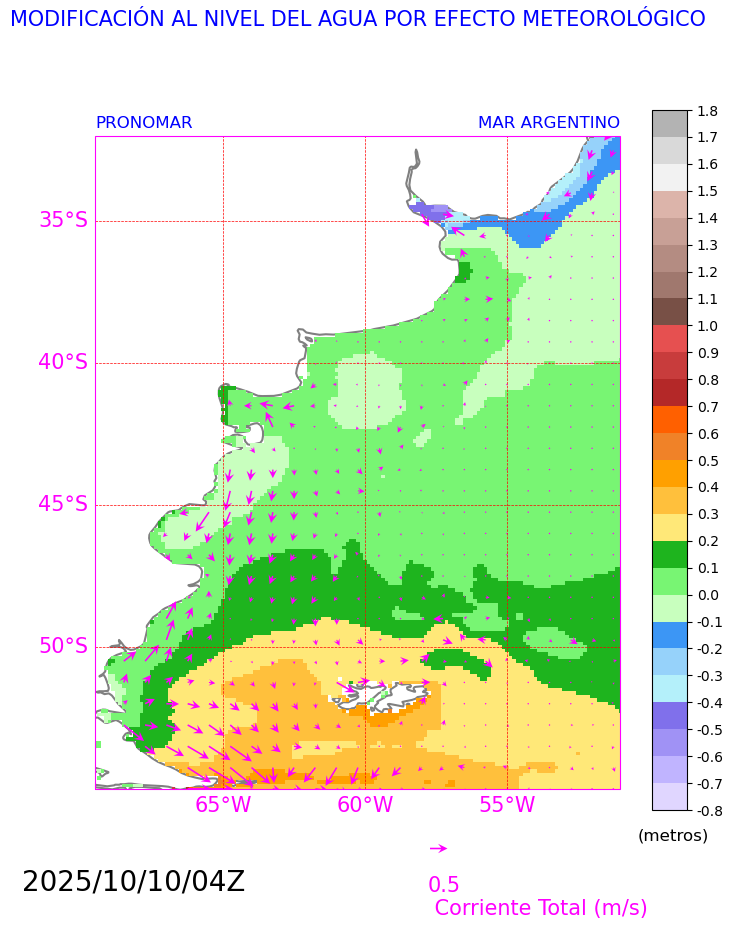 MODIFICACIÓN AL NIVEL DEL AGUA POR EFECTO METEOROLÓGICO
PRONOMAR
MAR ARGENTINO
35°S
40°S
45°S
50°S
65°W
60°W
55°W
1.8
1.7
1.6
1.5
1.4
1.3
1.2
1.1
1.0
0.9
0.8
0.7
0.6
0.5
0.4
0.3
0.2
0.1
0.0
-0.1
-0.2
-0.3
-0.4
-0.5
-0.6
-0.7
-0.8
(metros)
2025/10/10/04Z
0.5
Corriente Total (m/s)